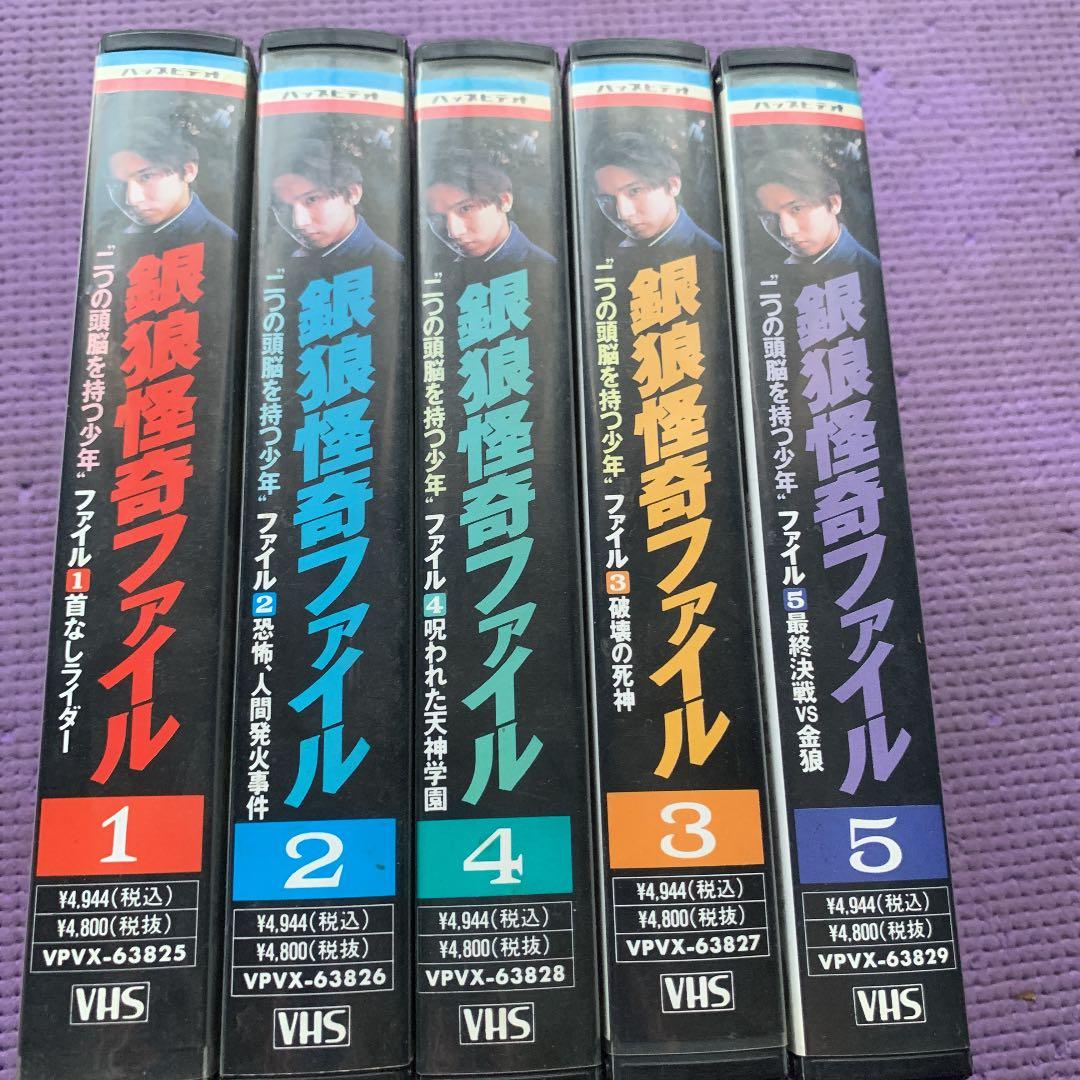 バップビデオ
銀狼怪奇ファイル
"二つの頭脳を持つ少年" ファイル1首なしライダー
1
¥4,944(税込)
¥4,800(税抜)
VPVX-63825
VHS
バップビデオ
銀狼怪奇ファイル
"二つの頭脳を持つ少年" ファイル2恐怖、人間発火事件
2
¥4,944(税込)
¥4,800(税抜)
VPVX-63826
VHS
バップビデオ
銀狼怪奇ファイル
"二つの頭脳を持つ少年" ファイル4呪われた天神学園
4
¥4,944(税込)
¥4,800(税抜)
VPVX-63828
VHS
バップビデオ
銀狼怪奇ファイル
"二つの頭脳を持つ少年" ファイル3破壊の死神
3
¥4,944(税込)
¥4,800(税抜)
VPVX-63827
VHS
バップビデオ
銀狼怪奇ファイル
"二つの頭脳を持つ少年" ファイル5最終決戦VS金狼
5
¥4,944(税込)
¥4,800(税抜)
VPVX-63829
VHS